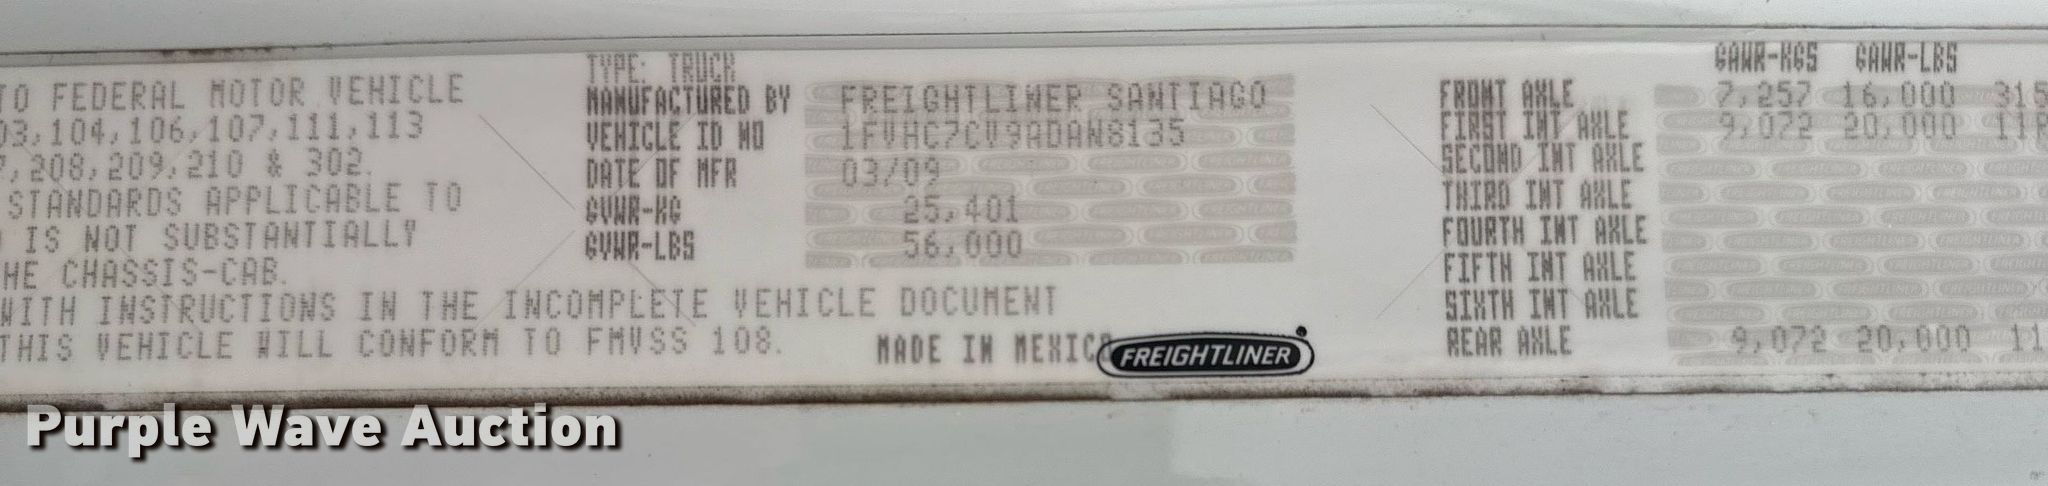 TO FEDERAL MOTOR VEHICLE
03,104,106,107,111,113
7,208,209,210 & 302.
STANDARDS APPLICABLE TO
IS NOT SUBSTANTIALLY
HE CHASSIS-CAB.
WITH INSTRUCTIONS IN THE INCOMPLETE VEHICLE DOCUMENT
THIS VEHICLE WILL CONFORM TO FMVSS 108.
TYPE: TRUCK
MANUFACTURED BY FREIGHTLINER SANTIAGO
VEHICLE ID NO 1FVHC7CV9ADAN8135
DATE OF MFR 03/09
GVWR-KG 25,401
GVWR-LBS 56,000
MADE IN MEXICO
FREIGHTLINER
GAWR-KGS GAWR-LBS
FRONT AXLE 7,257 16,000 315
FIRST INT AXLE 9,072 20,000 11R
SECOND INT AXLE
THIRD INT AXLE
FOURTH INT AXLE
FIFTH INT AXLE
SIXTH INT AXLE
REAR AXLE 9,072 20,000 11
Purple Wave Auction